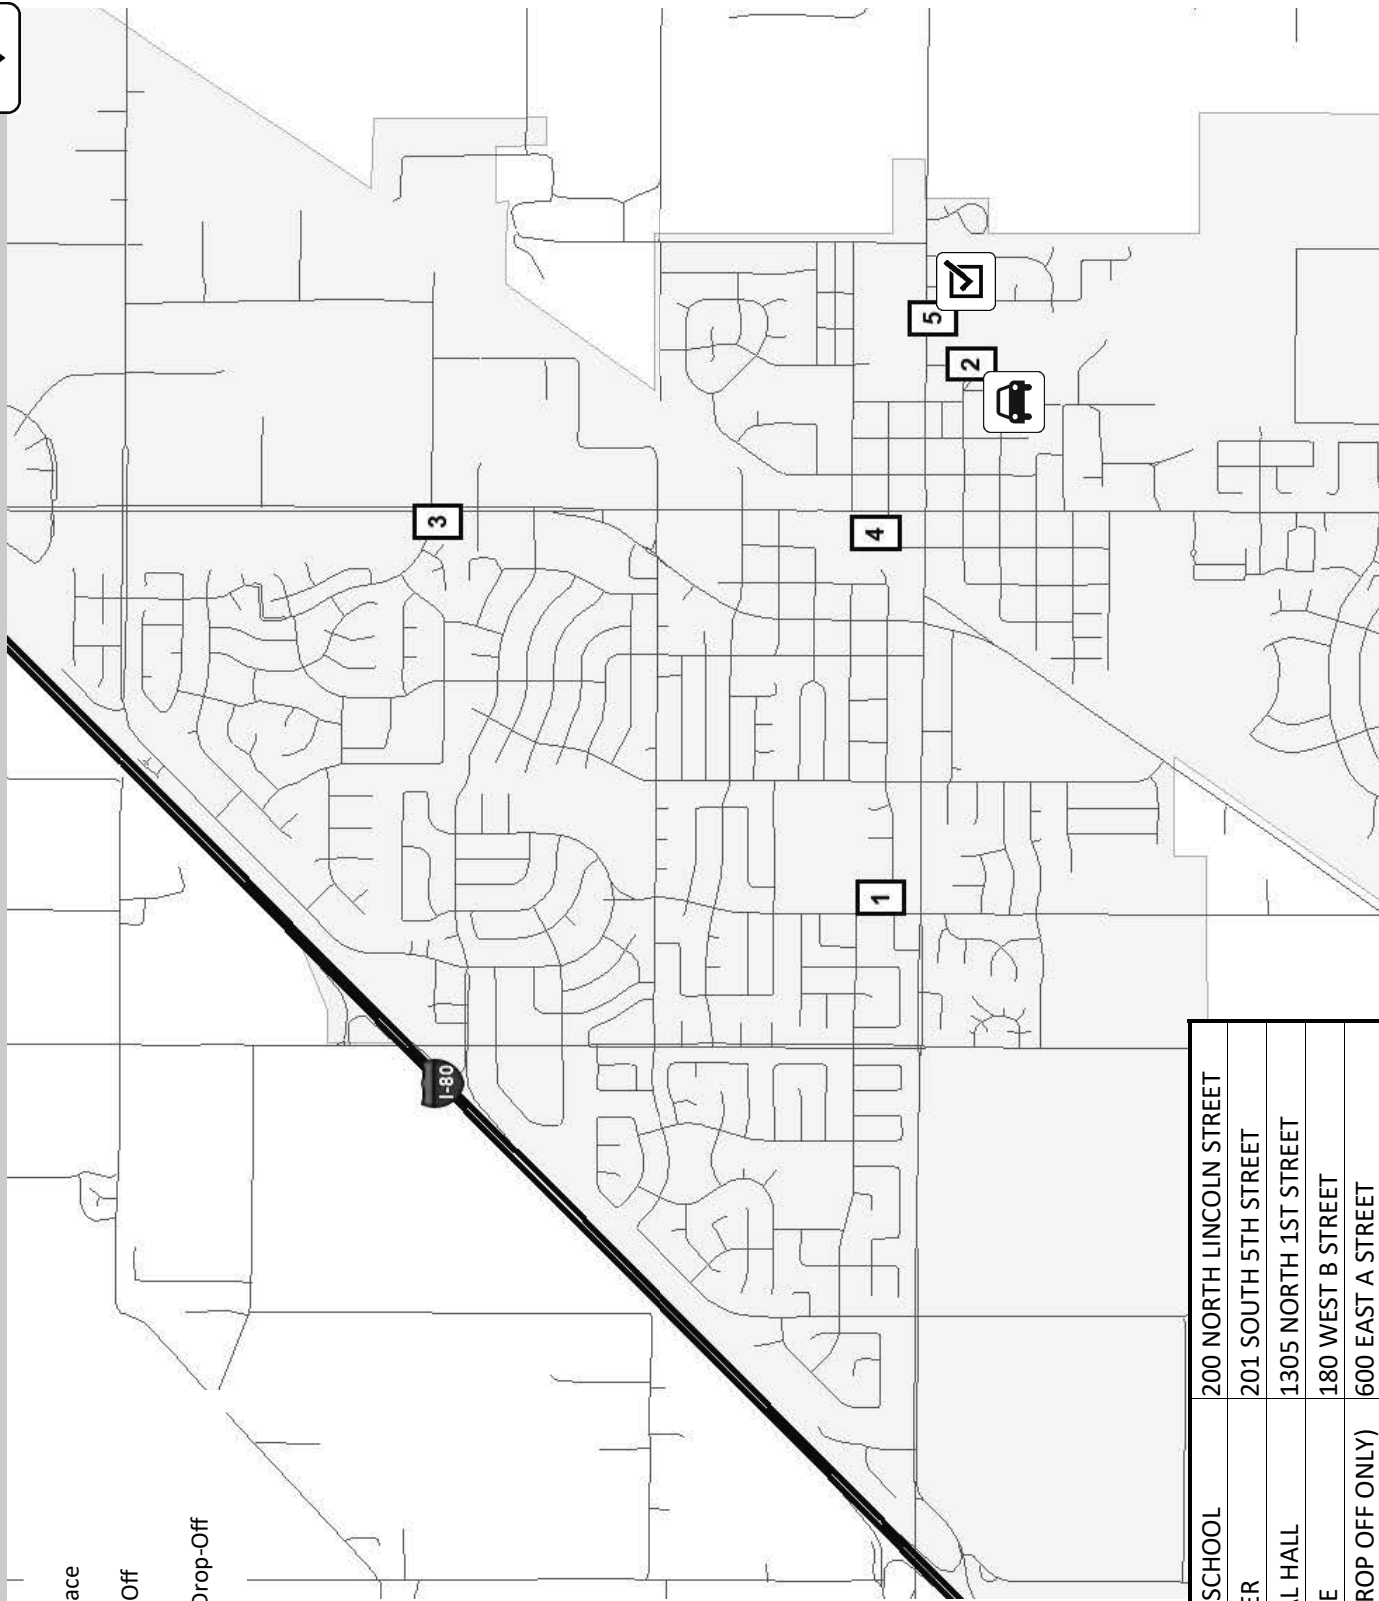 ace
Off
Drop-Off
I-80
1
3
4
2
5
SCHOOL 200 NORTH LINCOLN STREET
ER 201 SOUTH 5TH STREET
L HALL 1305 NORTH 1ST STREET
E 180 WEST B STREET
ROP OFF ONLY) 600 EAST A STREET